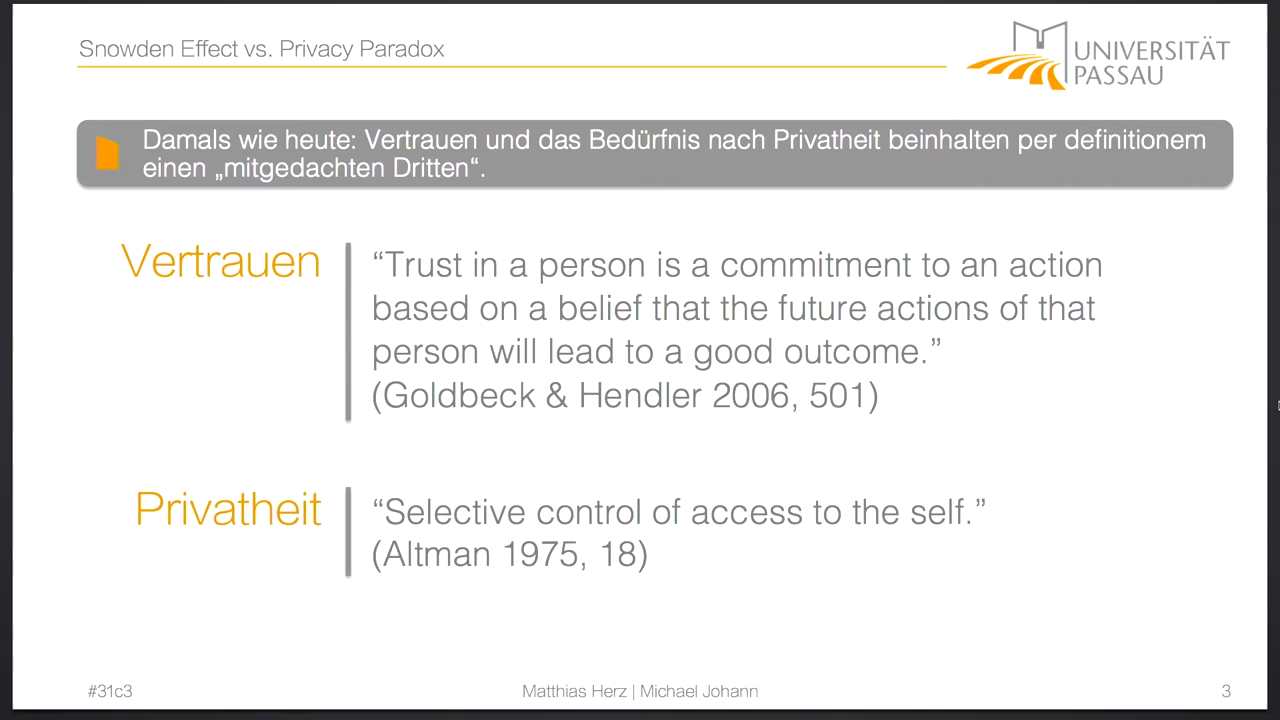 Snowden Effect vs. Privacy Paradox
UNIVERSITÄT
PASSAU
Damals wie heute: Vertrauen und das Bedürfnis nach Privatheit beinhalten per definitionem
einen „mitgedachten Dritten“.
Vertrauen
“Trust in a person is a commitment to an action
based on a belief that the future actions of that
person will lead to a good outcome.”
(Goldbeck & Hendler 2006, 501)
Privatheit
“Selective control of access to the self.”
(Altman 1975, 18)
#31c3
Matthias Herz | Michael Johann
3